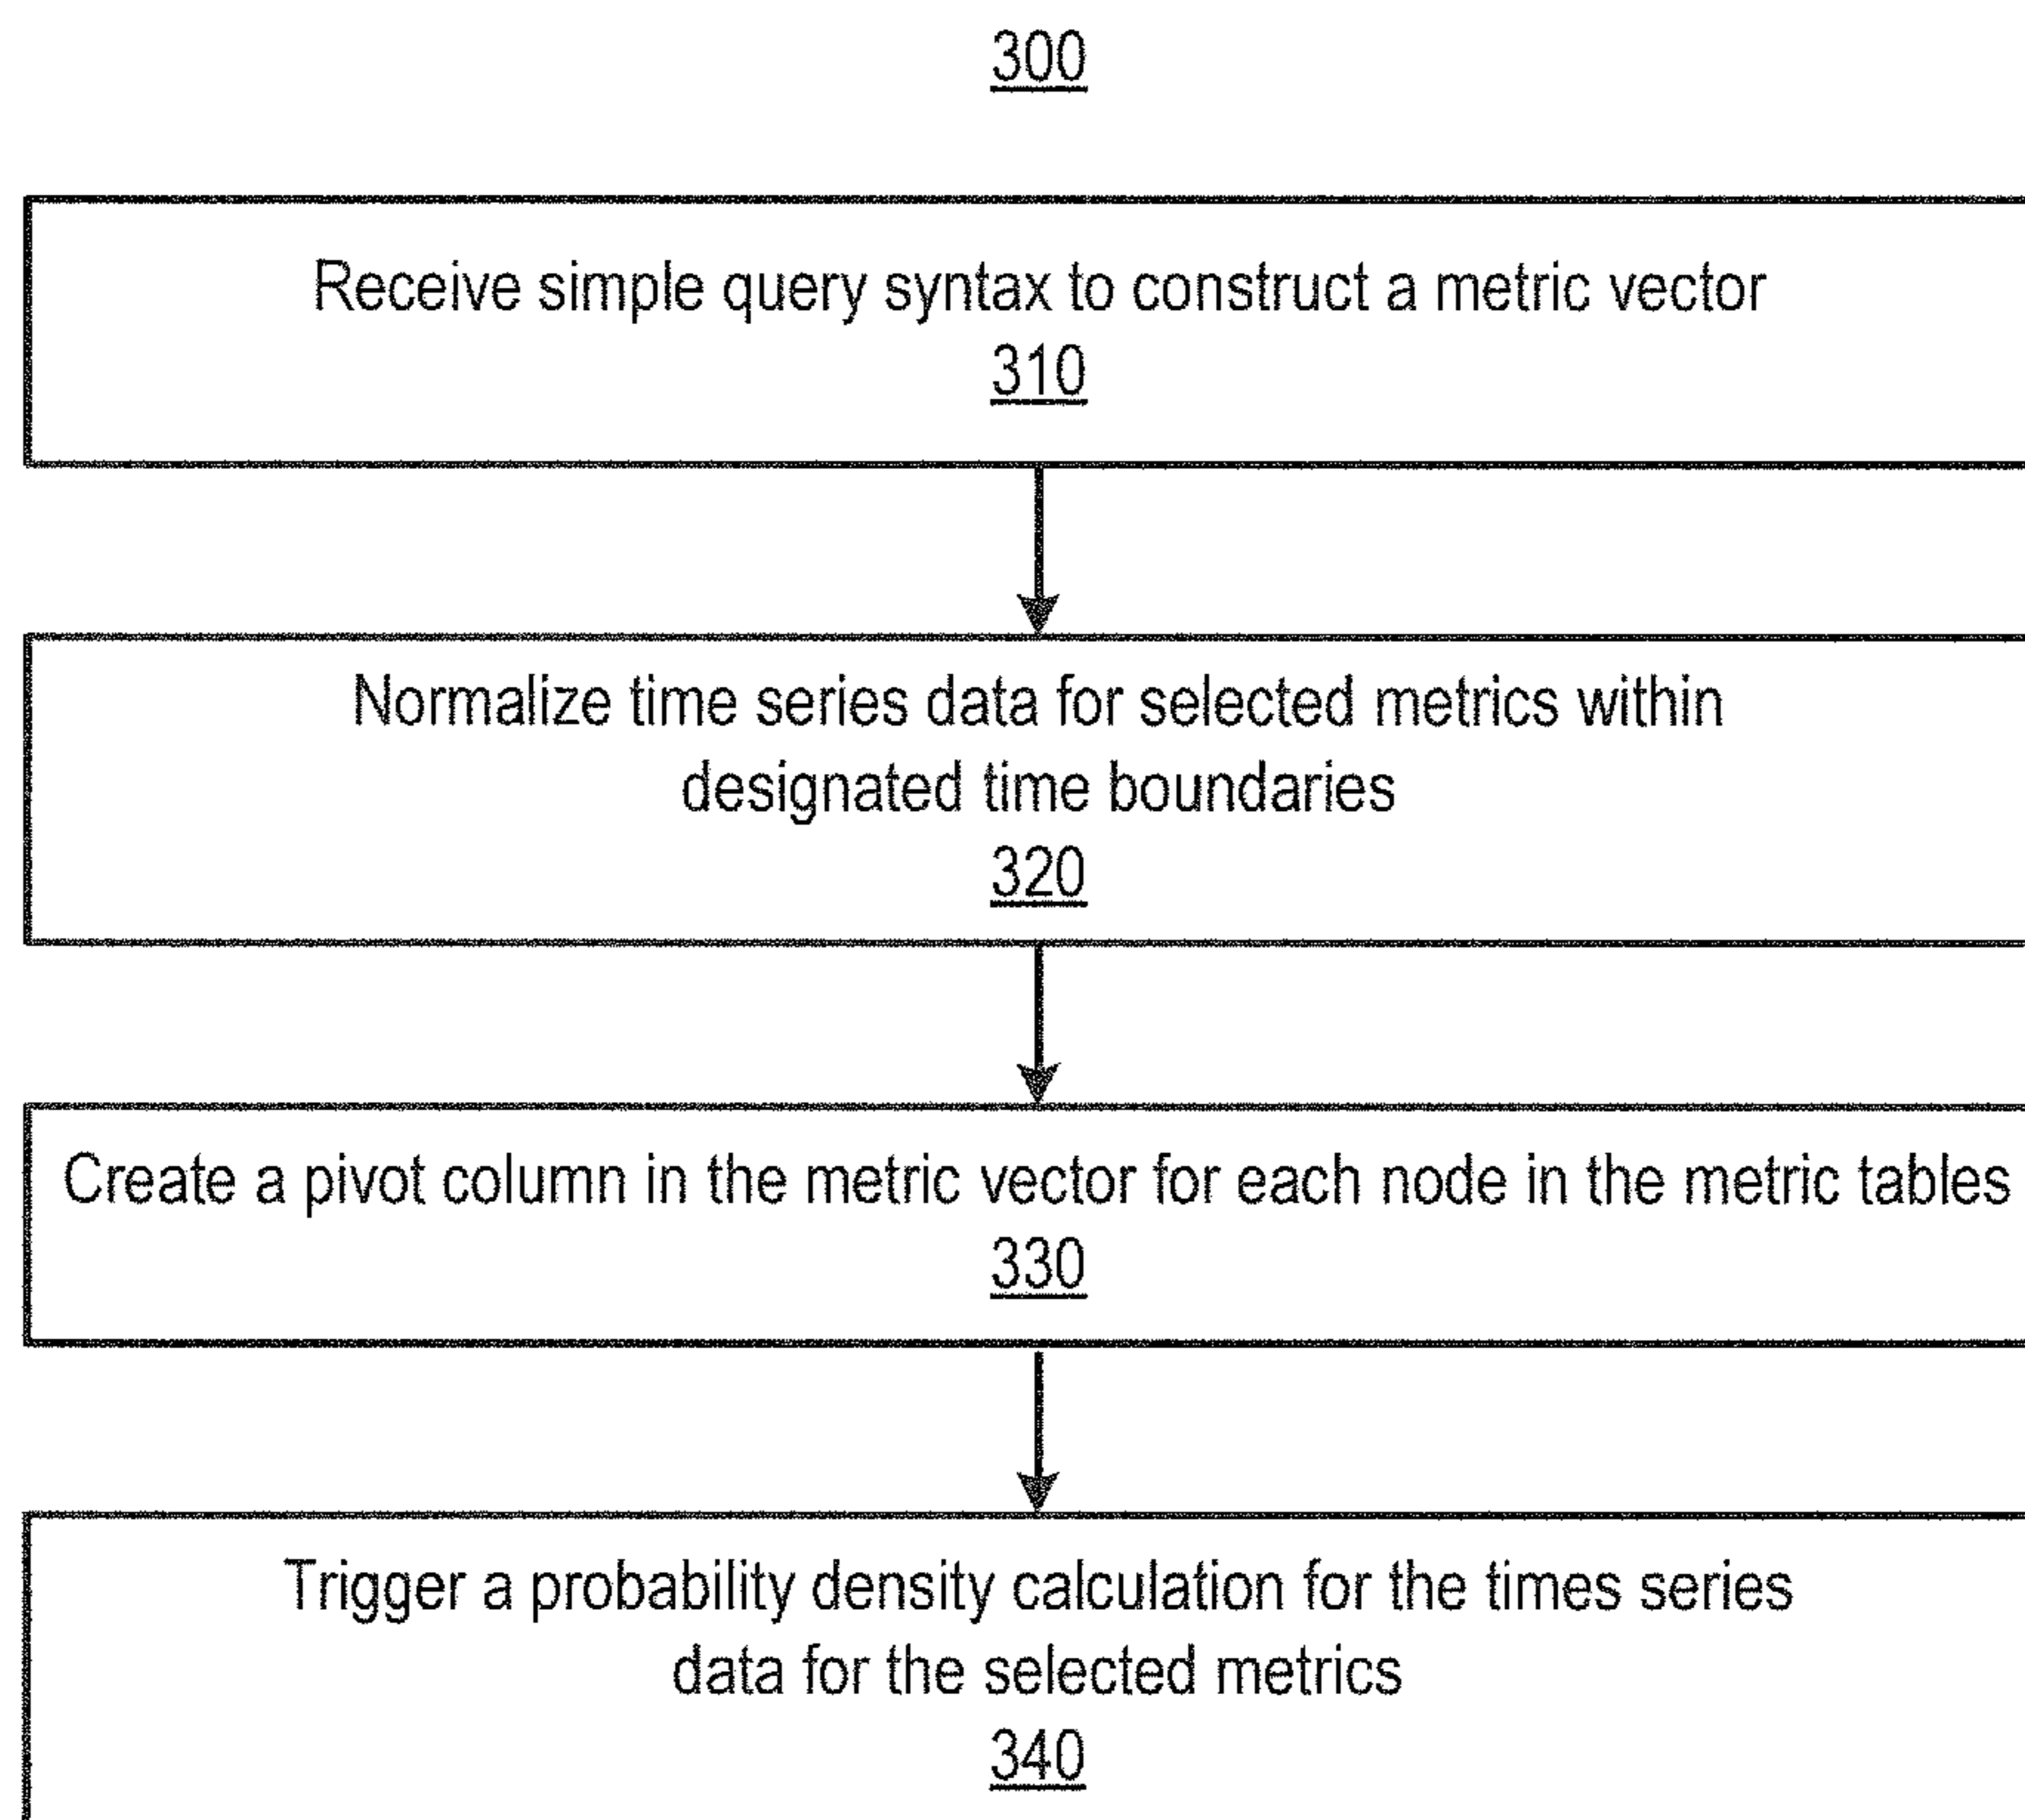 300
Receive simple query syntax to construct a metric vector
310
Normalize time series data for selected metrics within
designated time boundaries
320
Create a pivot column in the metric vector for each node in the metric tables
330
Trigger a probability density calculation for the times series
data for the selected metrics
340